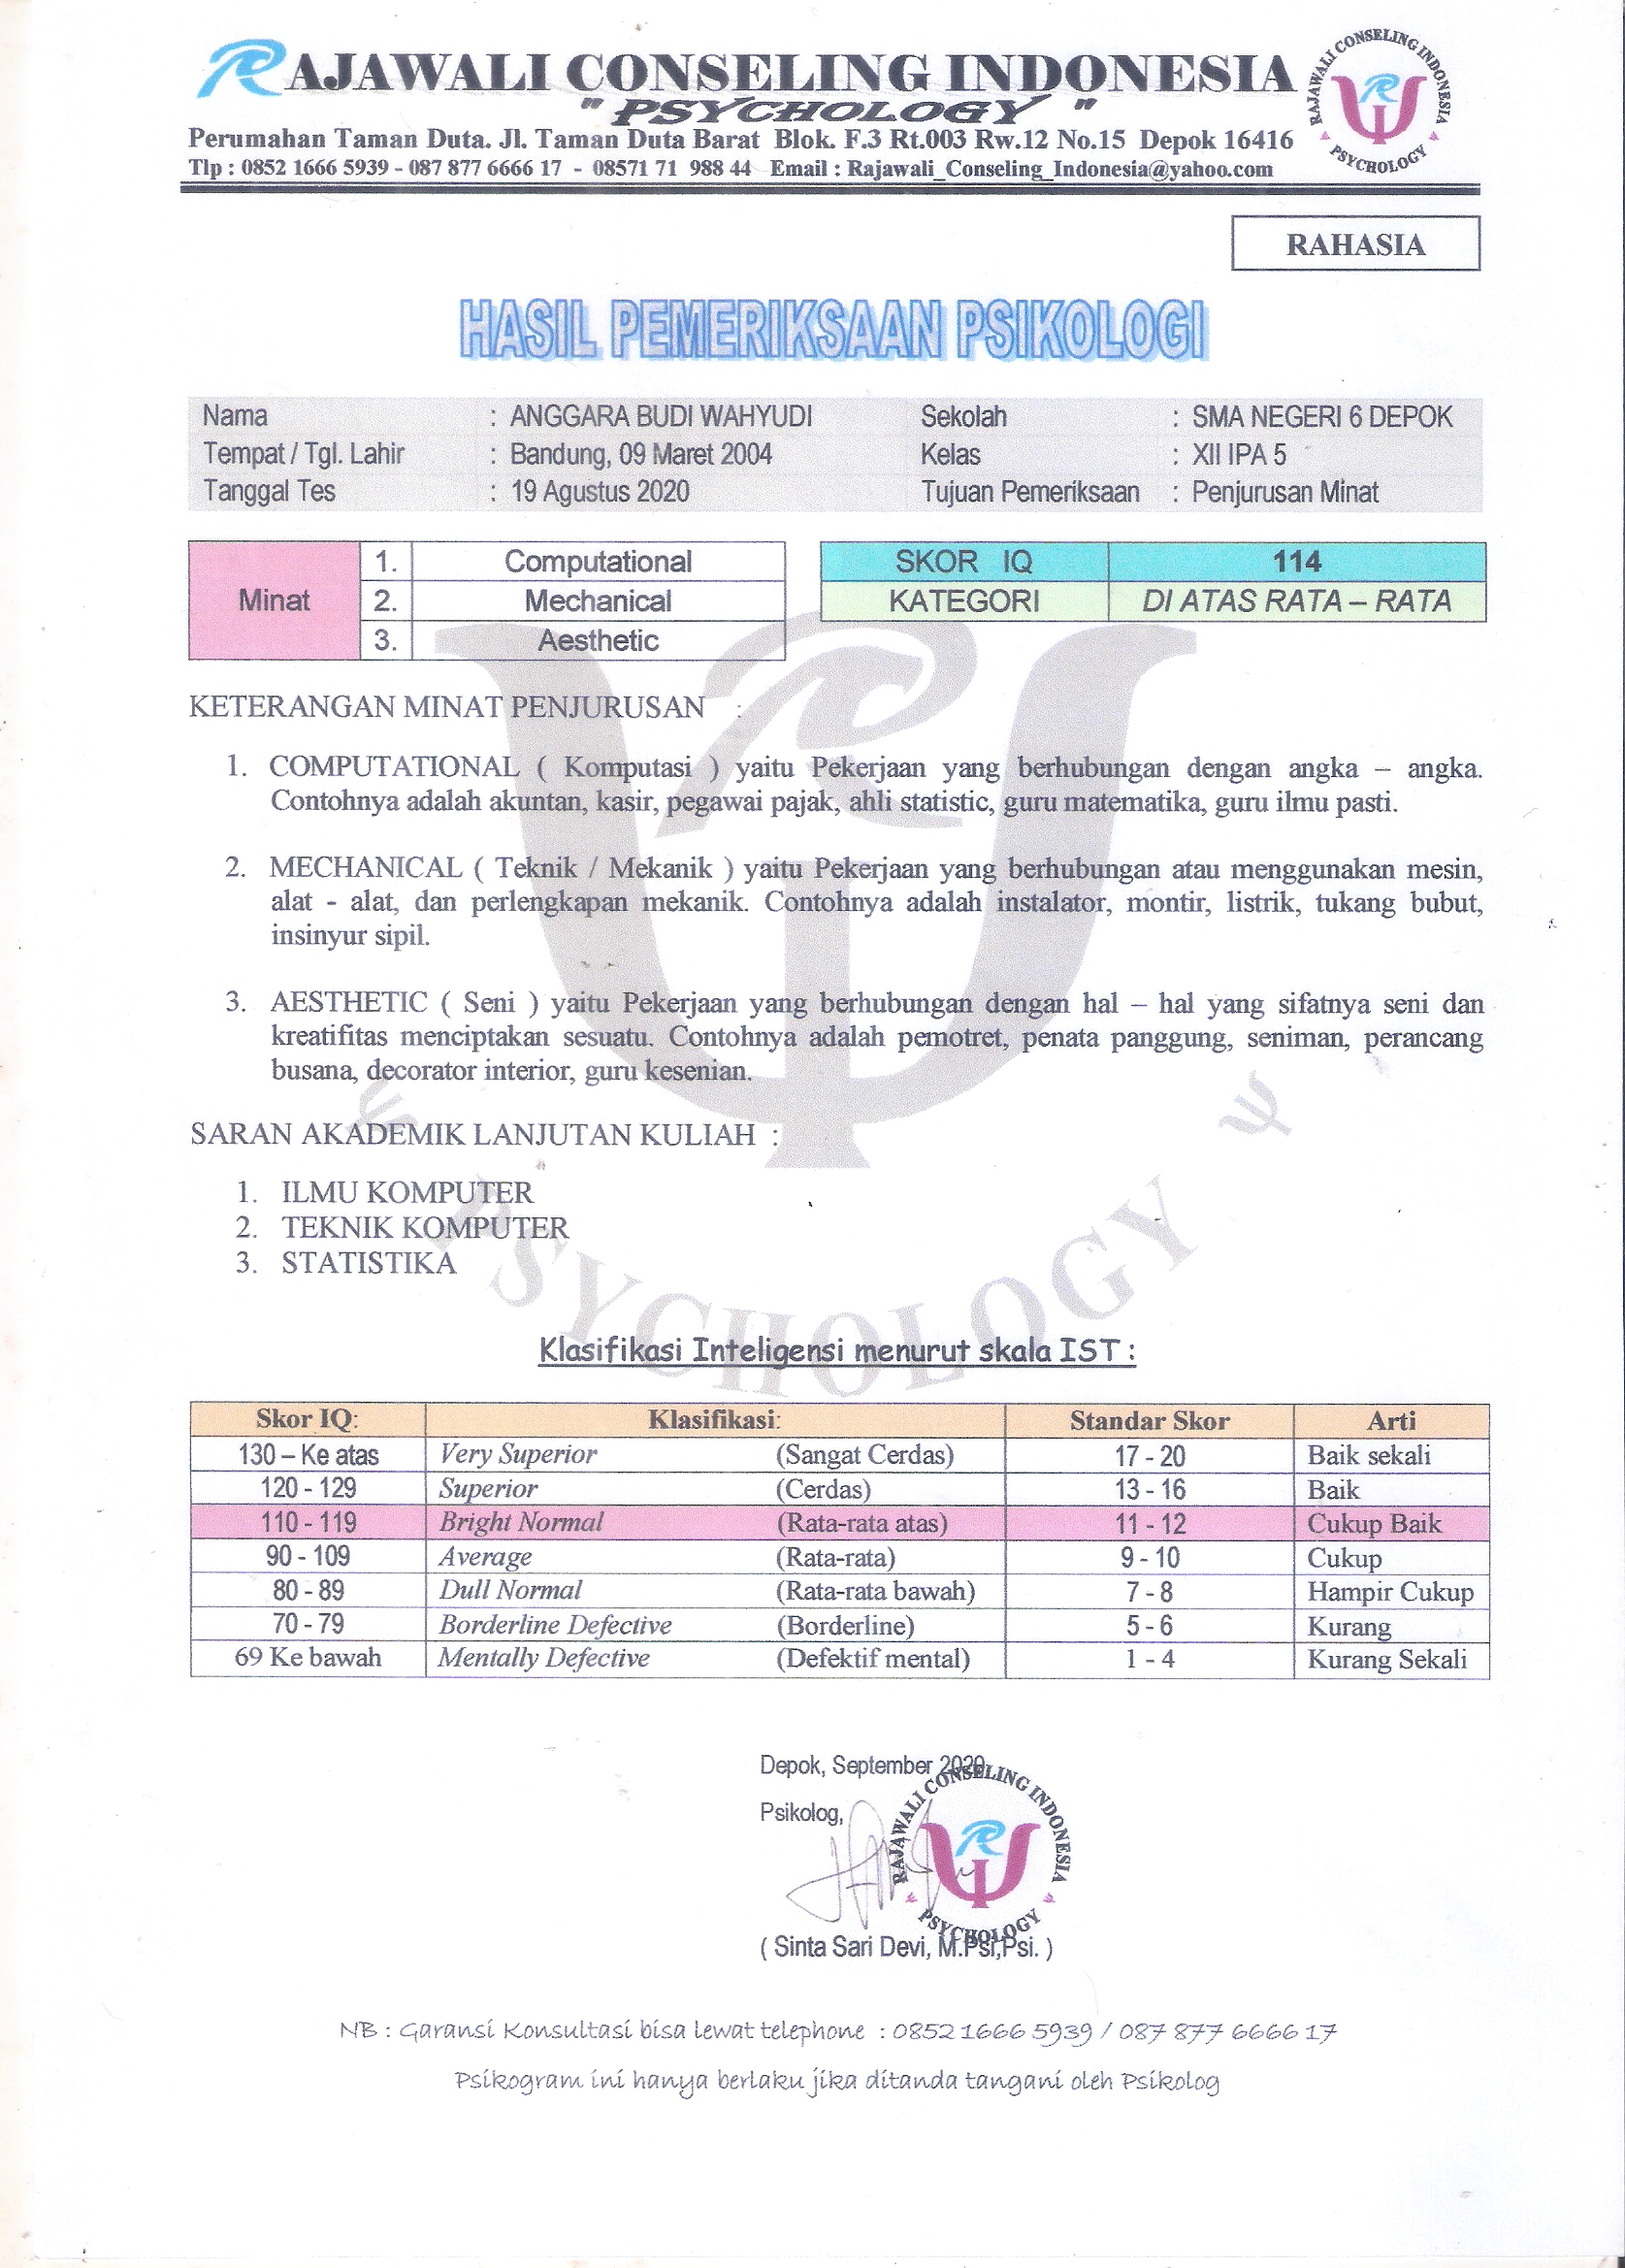 RAJAWALI CONSELING INDONESIA
" PSYCHOLOGY "
Perumahan Taman Duta. Jl. Taman Duta Barat Blok. F.3 Rt.003 Rw.12 No.15 Depok 16416
Tlp : 0852 1666 5939 - 087 877 6666 17 - 08571 71 988 44 Email : Rajawali_Conseling_Indonesia@yahoo.com
RAJAWALI CONSELING INDONESIA
PSYCHOLOGY
RAHASIA
HASIL PEMERIKSAAN PSIKOLOGI
Nama : ANGGARA BUDI WAHYUDI Sekolah : SMA NEGERI 6 DEPOK
Tempat / Tgl. Lahir : Bandung, 09 Maret 2004 Kelas : XII IPA 5
Tanggal Tes : 19 Agustus 2020 Tujuan Pemeriksaan : Penjurusan Minat
Minat
1. Computational
2. Mechanical
3. Aesthetic
SKOR IQ 114
KATEGORI DI ATAS RATA – RATA
KETERANGAN MINAT PENJURUSAN :
1. COMPUTATIONAL ( Komputasi ) yaitu Pekerjaan yang berhubungan dengan angka – angka.
Contohnya adalah akuntan, kasir, pegawai pajak, ahli statistic, guru matematika, guru ilmu pasti.
2. MECHANICAL ( Teknik / Mekanik ) yaitu Pekerjaan yang berhubungan atau menggunakan mesin,
alat - alat, dan perlengkapan mekanik. Contohnya adalah instalator, montir, listrik, tukang bubut,
insinyur sipil.
3. AESTHETIC ( Seni ) yaitu Pekerjaan yang berhubungan dengan hal – hal yang sifatnya seni dan
kreatifitas menciptakan sesuatu. Contohnya adalah pemotret, penata panggung, seniman, perancang
busana, decorator interior, guru kesenian.
SARAN AKADEMIK LANJUTAN KULIAH :
1. ILMU KOMPUTER
2. TEKNIK KOMPUTER
3. STATISTIKA
PSYCHOLOGY
Klasifikasi Inteligensi menurut skala IST :
Skor IQ: Klasifikasi: Standar Skor Arti
130 – Ke atas Very Superior (Sangat Cerdas) 17 - 20 Baik sekali
120 - 129 Superior (Cerdas) 13 - 16 Baik
110 - 119 Bright Normal (Rata-rata atas) 11 - 12 Cukup Baik
90 - 109 Average (Rata-rata) 9 - 10 Cukup
80 - 89 Dull Normal (Rata-rata bawah) 7 - 8 Hampir Cukup
70 - 79 Borderline Defective (Borderline) 5 - 6 Kurang
69 Ke bawah Mentally Defective (Defektif mental) 1 - 4 Kurang Sekali
Depok, September 2020
Psikolog,
RAJAWALI CONSELING INDONESIA
PSYCHOLOGY
( Sinta Sari Devi, M.Psi,Psi. )
NB : Garansi Konsultasi bisa lewat telephone : 0852 1666 5939 / 087 877 6666 17
Psikogram ini hanya berlaku jika ditanda tangani oleh Psikolog